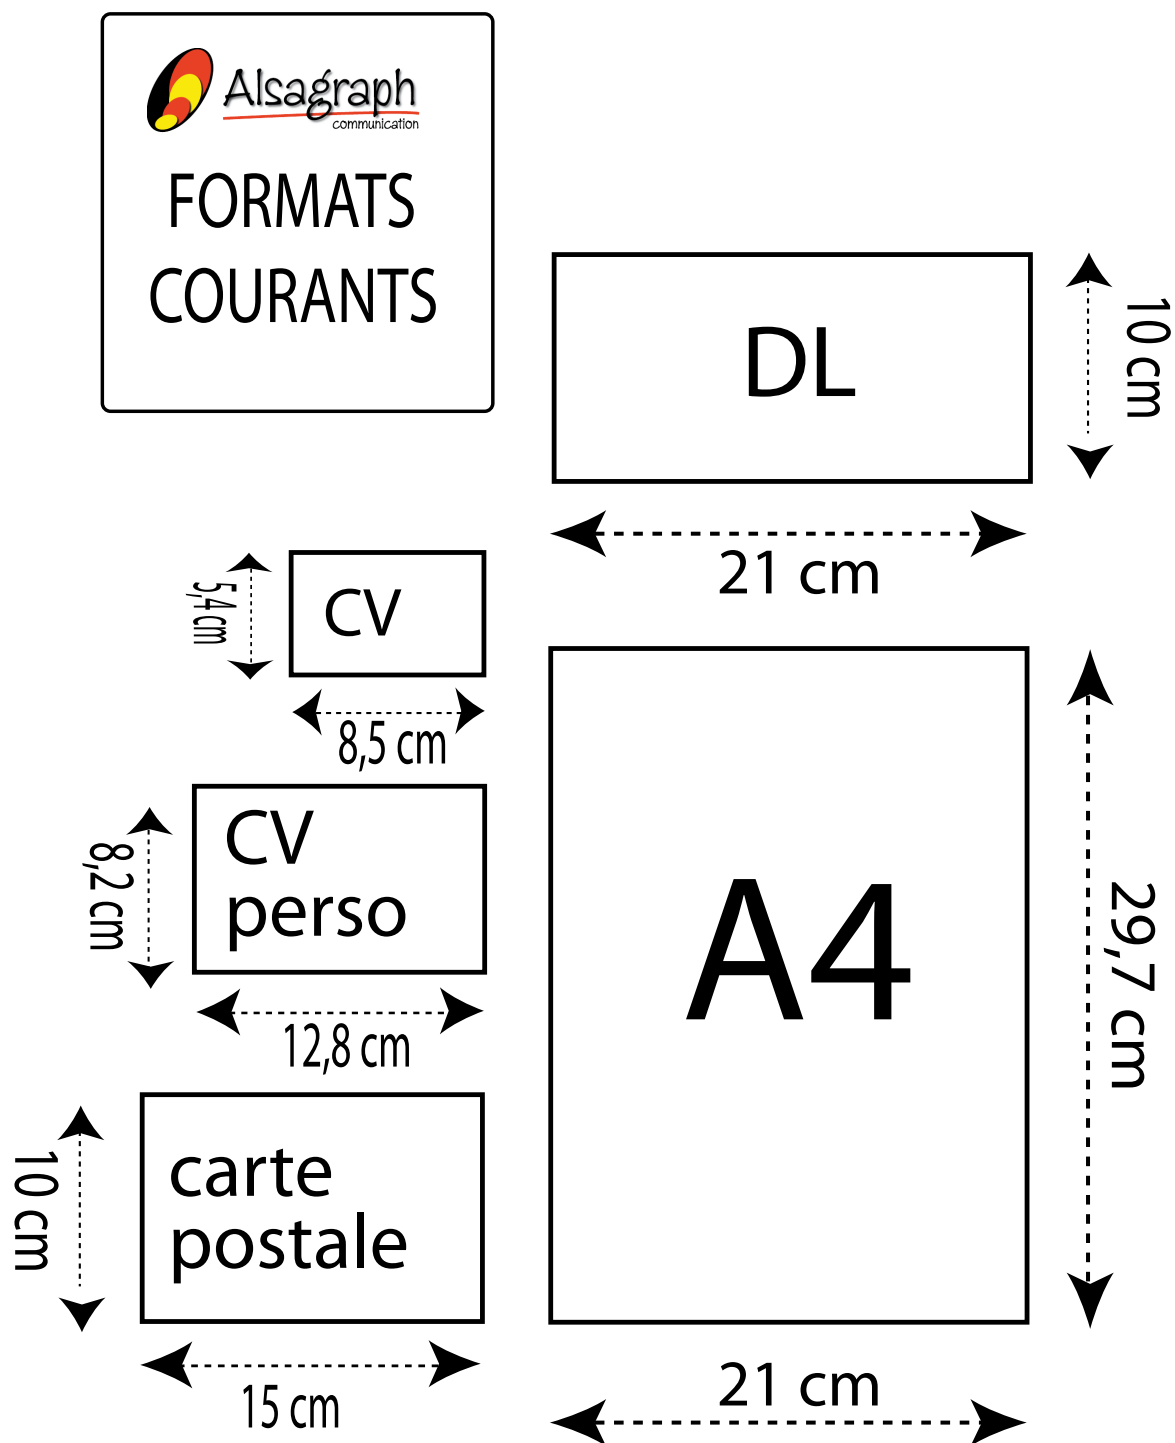 Alsagraph
communication
FORMATS
COURANTS
DL
10 cm
21 cm
CV
5,4 cm
8,5 cm
CV
perso
8,2 cm
12,8 cm
carte
postale
10 cm
15 cm
A4
29,7 cm
21 cm